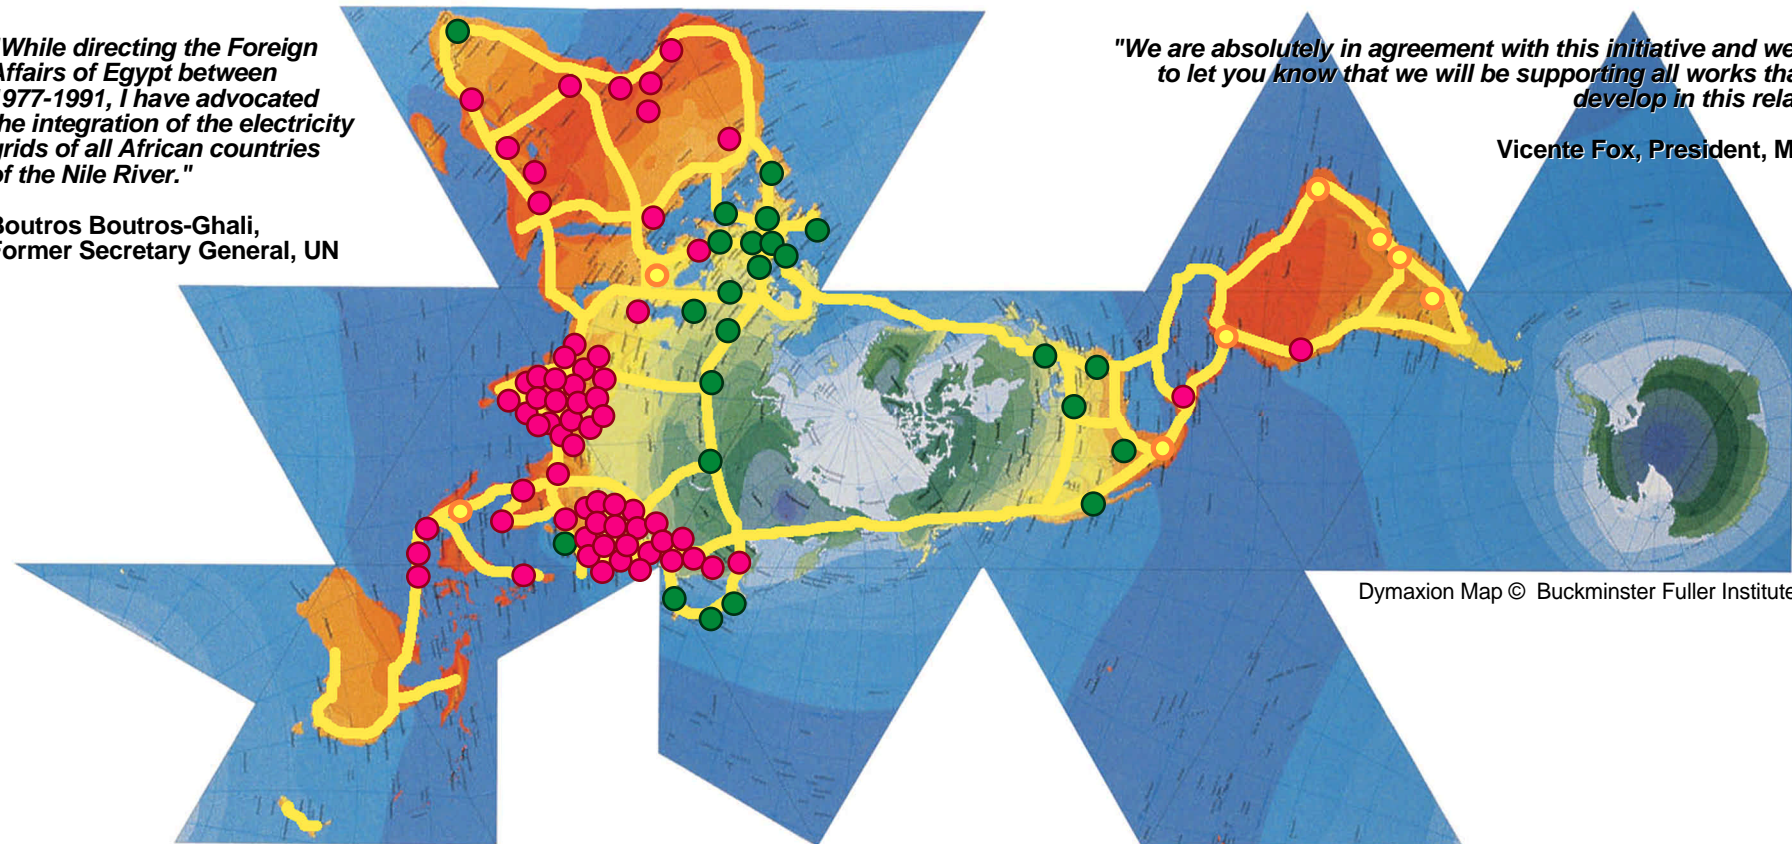 While directing the Foreign
Affairs of Egypt between
1977-1991, I have advocated
the integration of the electricity
grids of all African countries
of the Nile River."
Boutros Boutros-Ghali,
Former Secretary General, UN
"We are absolutely in agreement with this initiative and we
to let you know that we will be supporting all works tha
develop in this rela
Vicente Fox, President, M
Dymaxion Map © Buckminster Fuller Institute